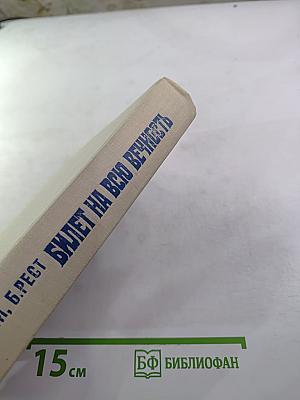 Б.РЕСТ БИЛЕТ НА ВСЮ ВЕЧНОСТЬ
15 см
БФ БИБЛИОФАН